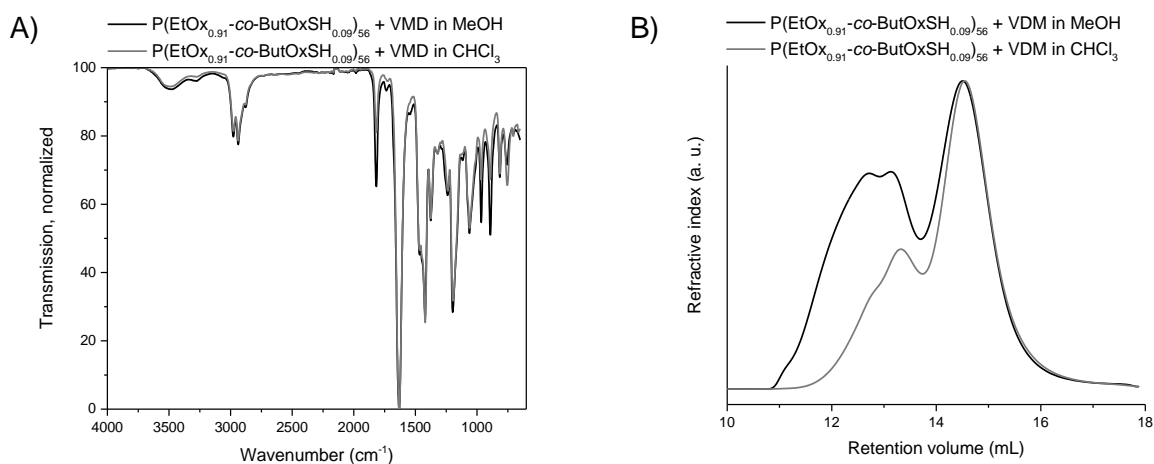 A)
P(EtOx0.91-co-ButOxSH0.09)56 + VMD in MeOH
P(EtOx0.91-co-ButOxSH0.09)56 + VMD in CHCl3
100
80
60
40
20
0
Transmission, normalized
4000 3500 3000 2500 2000 1500 1000
Wavenumber (cm-1)
B)
P(EtOx0.91-co-ButOxSH0.09)56 + VDM in MeOH
P(EtOx0.91-co-ButOxSH0.09)56 + VDM in CHCl3
Refractive index (a. u.)
10 12 14 16 18
Retention volume (mL)